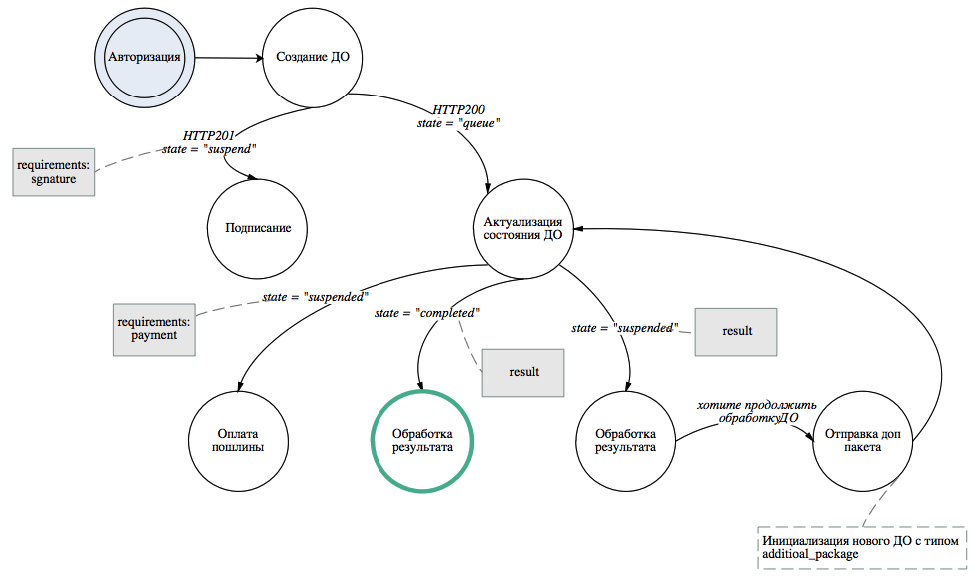 Авторизация
Создание ДО
HTTP201
state = "suspend"
HTTP200
state = "queue"
requirements:
sgnature
Подписание
Актуализация
состояния ДО
state = "suspended"
requirements:
payment
state = "completed"
result
state = "suspended"
result
Оплата
пошлины
Обработка
результата
Обработка
результата
хотите продолжить
обработкуДО
Отправка доп
пакета
Инициализация нового ДО с типом
additioal_package